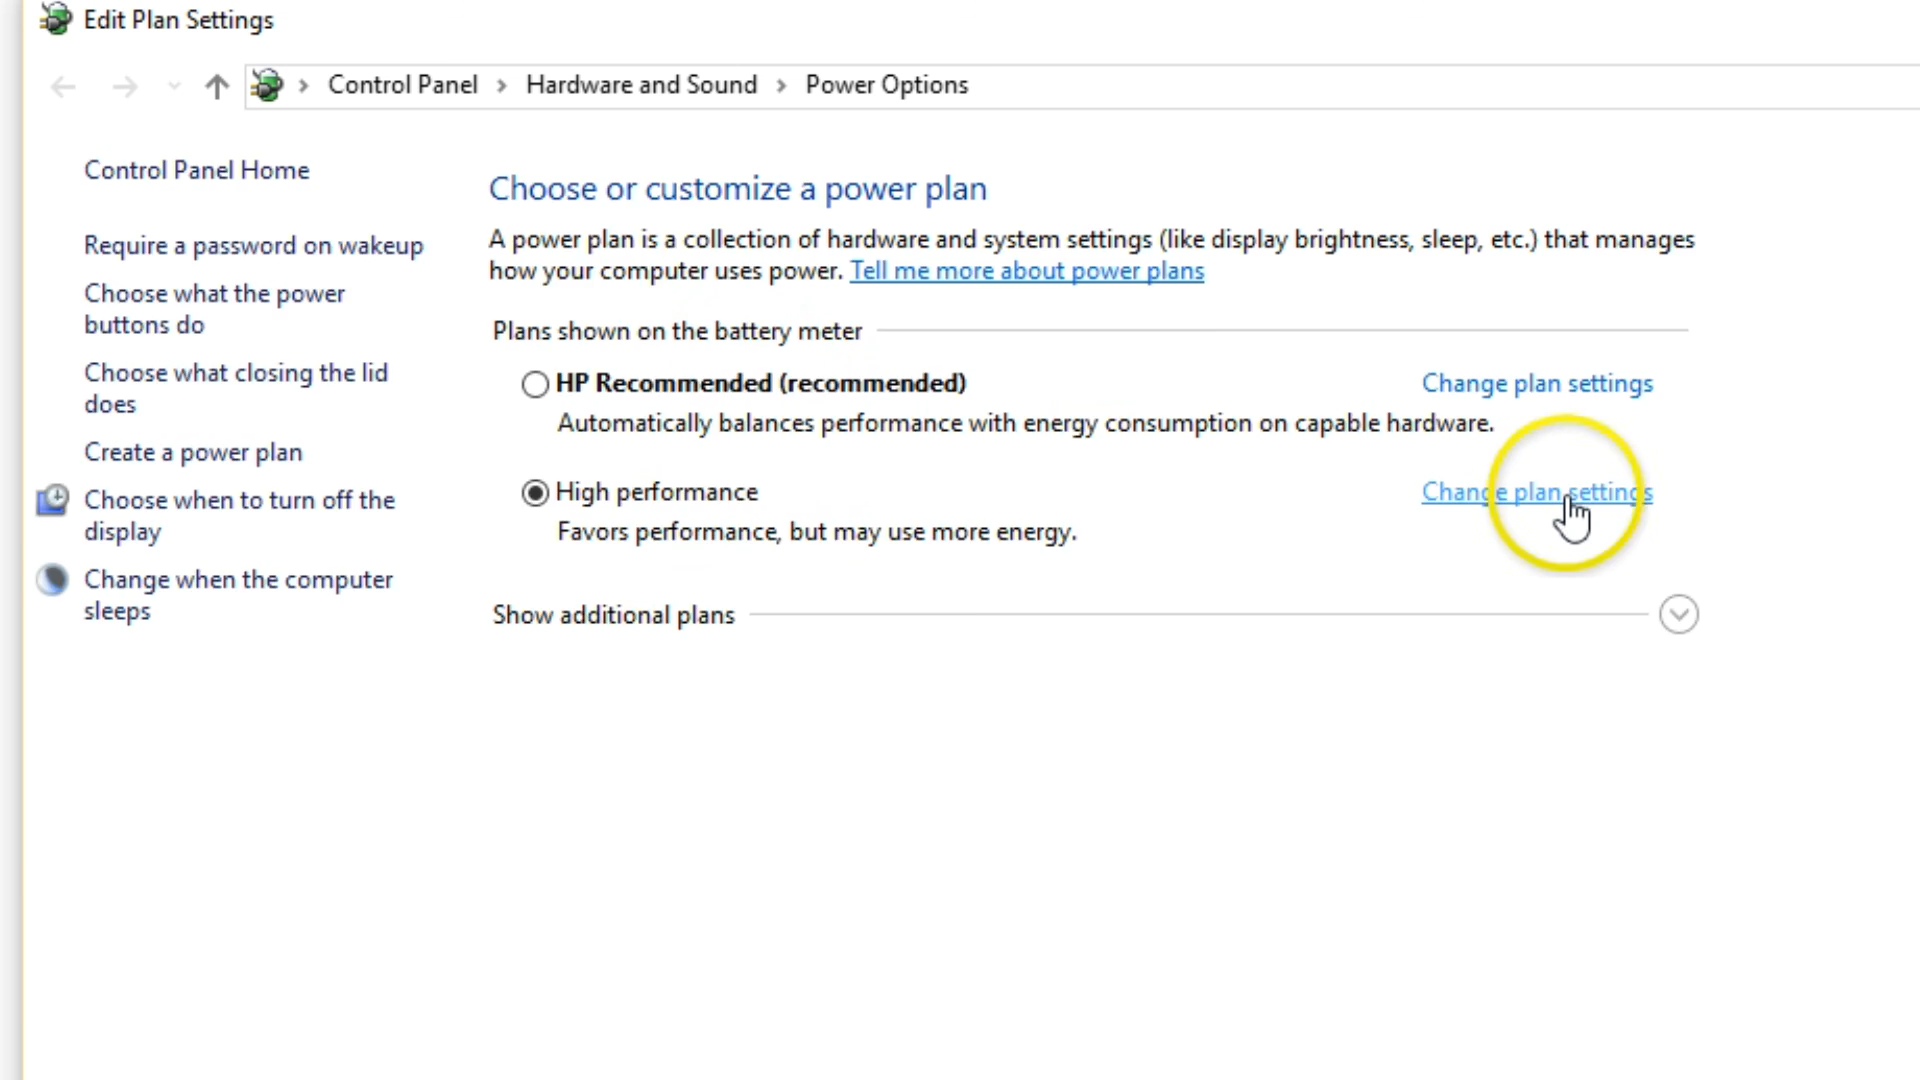 Edit Plan Settings
Control Panel
Hardware and Sound
Power Options
Control Panel Home
Require a password on wakeup
Choose what the power
buttons do
Choose what closing the lid
does
Create a power plan
Choose when to turn off the
display
Change when the computer
sleeps
Choose or customize a power plan
A power plan is a collection of hardware and system settings (like display brightness, sleep, etc.) that manages
how your computer uses power. Tell me more about power plans
Plans shown on the battery meter
HP Recommended (recommended)
Change plan settings
Automatically balances performance with energy consumption on capable hardware.
High performance
Change plan settings
Favors performance, but may use more energy.
Show additional plans